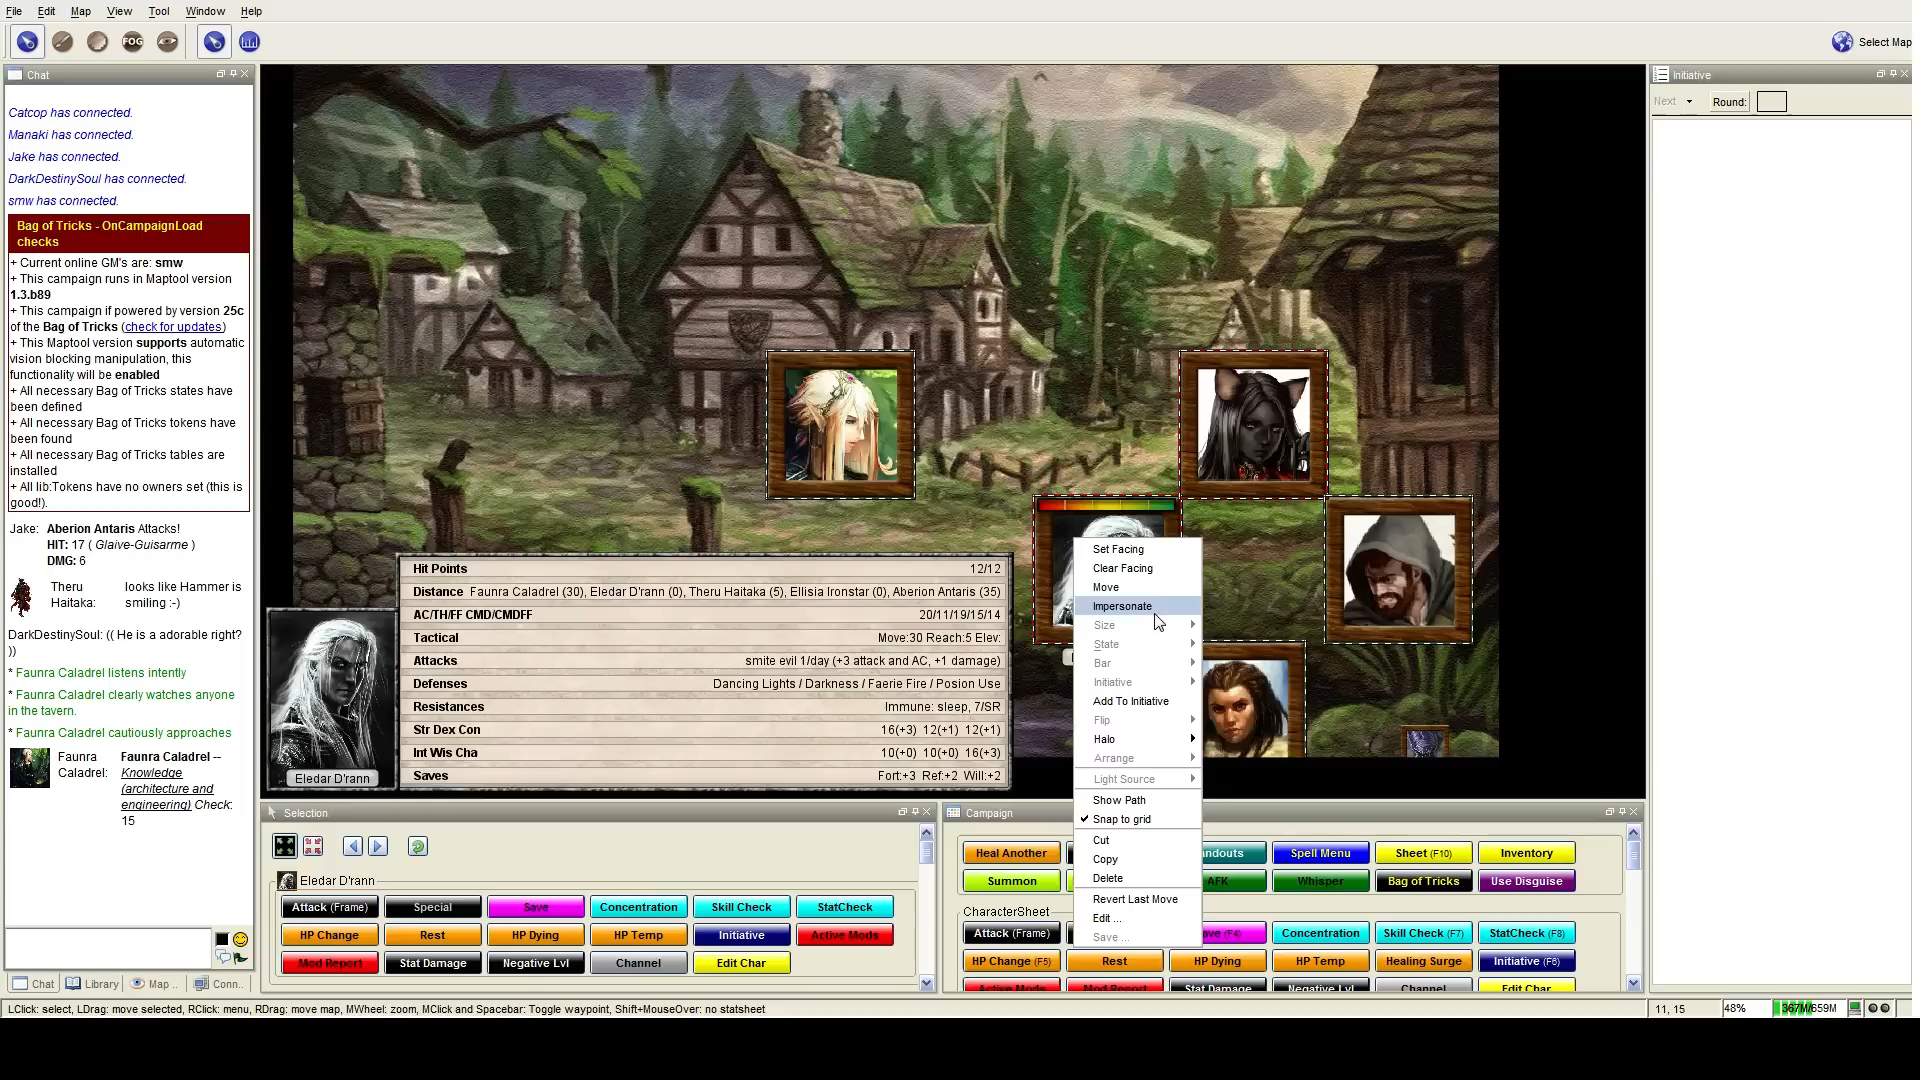 File Edit Map View Tool Window Help
FOG
Select Map
Chat
Catcop has connected.
Manaki has connected.
Jake has connected.
DarkDestinySoul has connected.
smw has connected.
Bag of Tricks - OnCampaignLoad
checks
+ Current online GM's are: smw
+ This campaign runs in Maptool version
1.3.b89
+ This campaign if powered by version 25c
of the Bag of Tricks (check for updates)
+ This Maptool version supports automatic
vision blocking manipulation, this
functionality will be enabled
+ All necessary Bag of Tricks states have
been defined
+ All necessary Bag of Tricks tokens have
been found
+ All necessary Bag of Tricks tables are
installed
+ All lib:Tokens have no owners set (this is
good!).
Jake: Aberion Antaris Attacks!
HIT: 17 ( Glaive-Guisarme )
DMG: 6
Theru looks like Hammer is
Haitaka: smiling :-)
DarkDestinySoul: (( He is a adorable right?
))
* Faunra Caladrel listens intently
* Faunra Caladrel clearly watches anyone
in the tavern.
* Faunra Caladrel cautiously approaches
Faunra Faunra Caladrel --
Caladrel: Knowledge
(architecture and
engineering) Check:
15
Chat Library Map .. Conn..
Hit Points 12/12
Distance Faunra Caladrel (30), Eledar D'rann (0), Theru Haitaka (5), Ellisia Ironstar (0), Aberion Antaris (35)
AC/TH/FF CMD/CMDFF 20/11/19/15/14
Tactical Move:30 Reach:5 Elev:
Attacks smite evil 1/day (+3 attack and AC, +1 damage)
Defenses Dancing Lights / Darkness / Faerie Fire / Posion Use
Resistances Immune: sleep, 7/SR
Str Dex Con 16(+3) 12(+1) 12(+1)
Int Wis Cha 10(+0) 10(+0) 16(+3)
Saves Fort:+3 Ref:+2 Will:+2
Eledar D'rann
Set Facing
Clear Facing
Move
Impersonate
Size
State
Bar
Initiative
Add To Initiative
Flip
Halo
Arrange
Light Source
Show Path
Snap to grid
Cut
Copy
Delete
Revert Last Move
Edit ...
Save ...
Selection
Eledar D'rann
Attack (Frame) Special Save Concentration Skill Check StatCheck
HP Change Rest HP Dying HP Temp Initiative Active Mods
Mod Report Stat Damage Negative Lvl Channel Edit Char
Campaign
Heal Another ndouts Spell Menu Sheet (F10) Inventory
Summon AFK Whisper Bag of Tricks Use Disguise
CharacterSheet
Attack (Frame) ve (F4) Concentration Skill Check (F7) StatCheck (F8)
HP Change (F5) Rest HP Dying HP Temp Healing Surge Initiative (F6)
Active Mods Mod Report Stat Damage Negative Lvl Channel Edit Char
Initiative
Next Round:
LClick: select, LDrag: move selected, RClick: menu, RDrag: move map, MWheel: zoom, MClick and Spacebar: Toggle waypoint, Shift+MouseOver: no statsheet
11, 15 48% 367M/659M